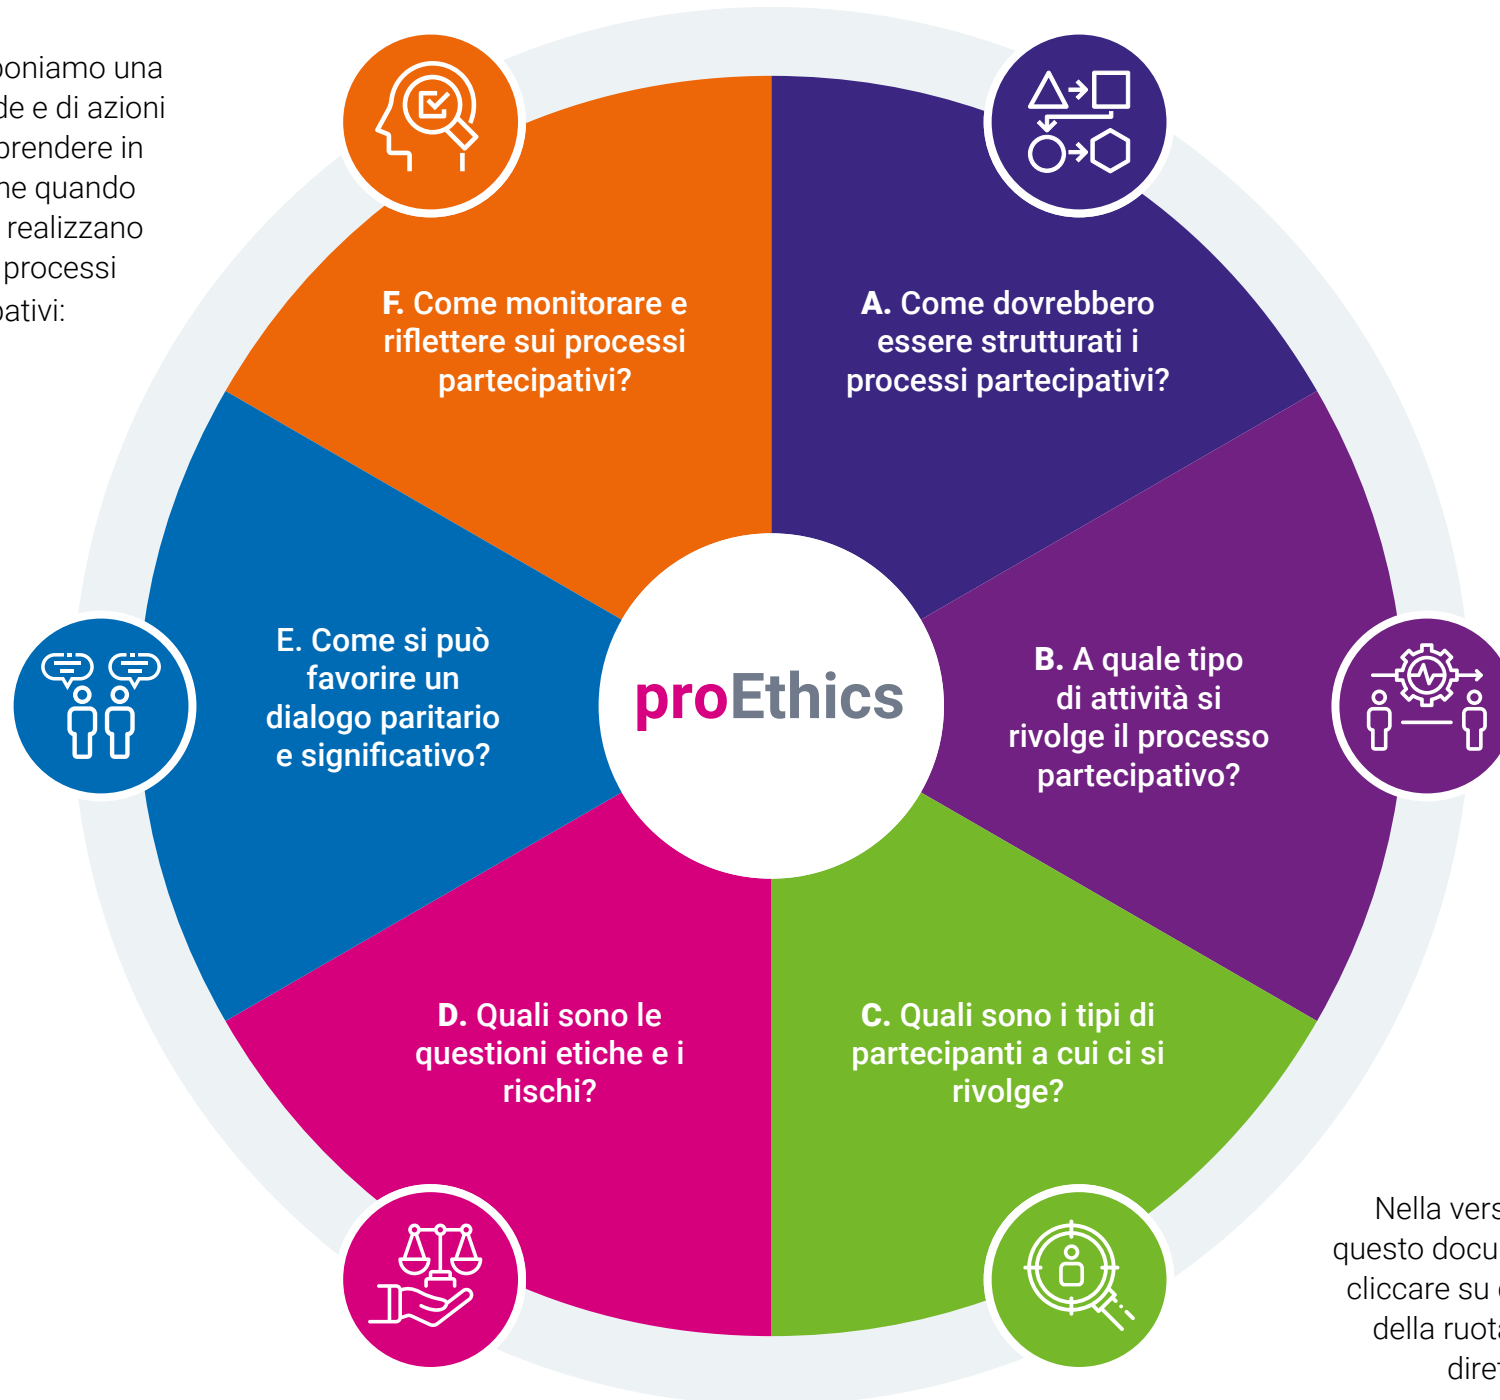 poniamo una
de e di azioni
prendere in
ne quando
realizzano
processi
pativi:
F. Come monitorare e
riflettere sui processi
partecipativi?
A. Come dovrebbero
essere strutturati i
processi partecipativi?
E. Come si può
favorire un
dialogo paritario
e significativo?
proEthics
B. A quale tipo
di attività si
rivolge il processo
partecipativo?
D. Quali sono le
questioni etiche e i
rischi?
C. Quali sono i tipi di
partecipanti a cui ci si
rivolge?
Nella vers
questo docu
cliccare su
della ruota
diret